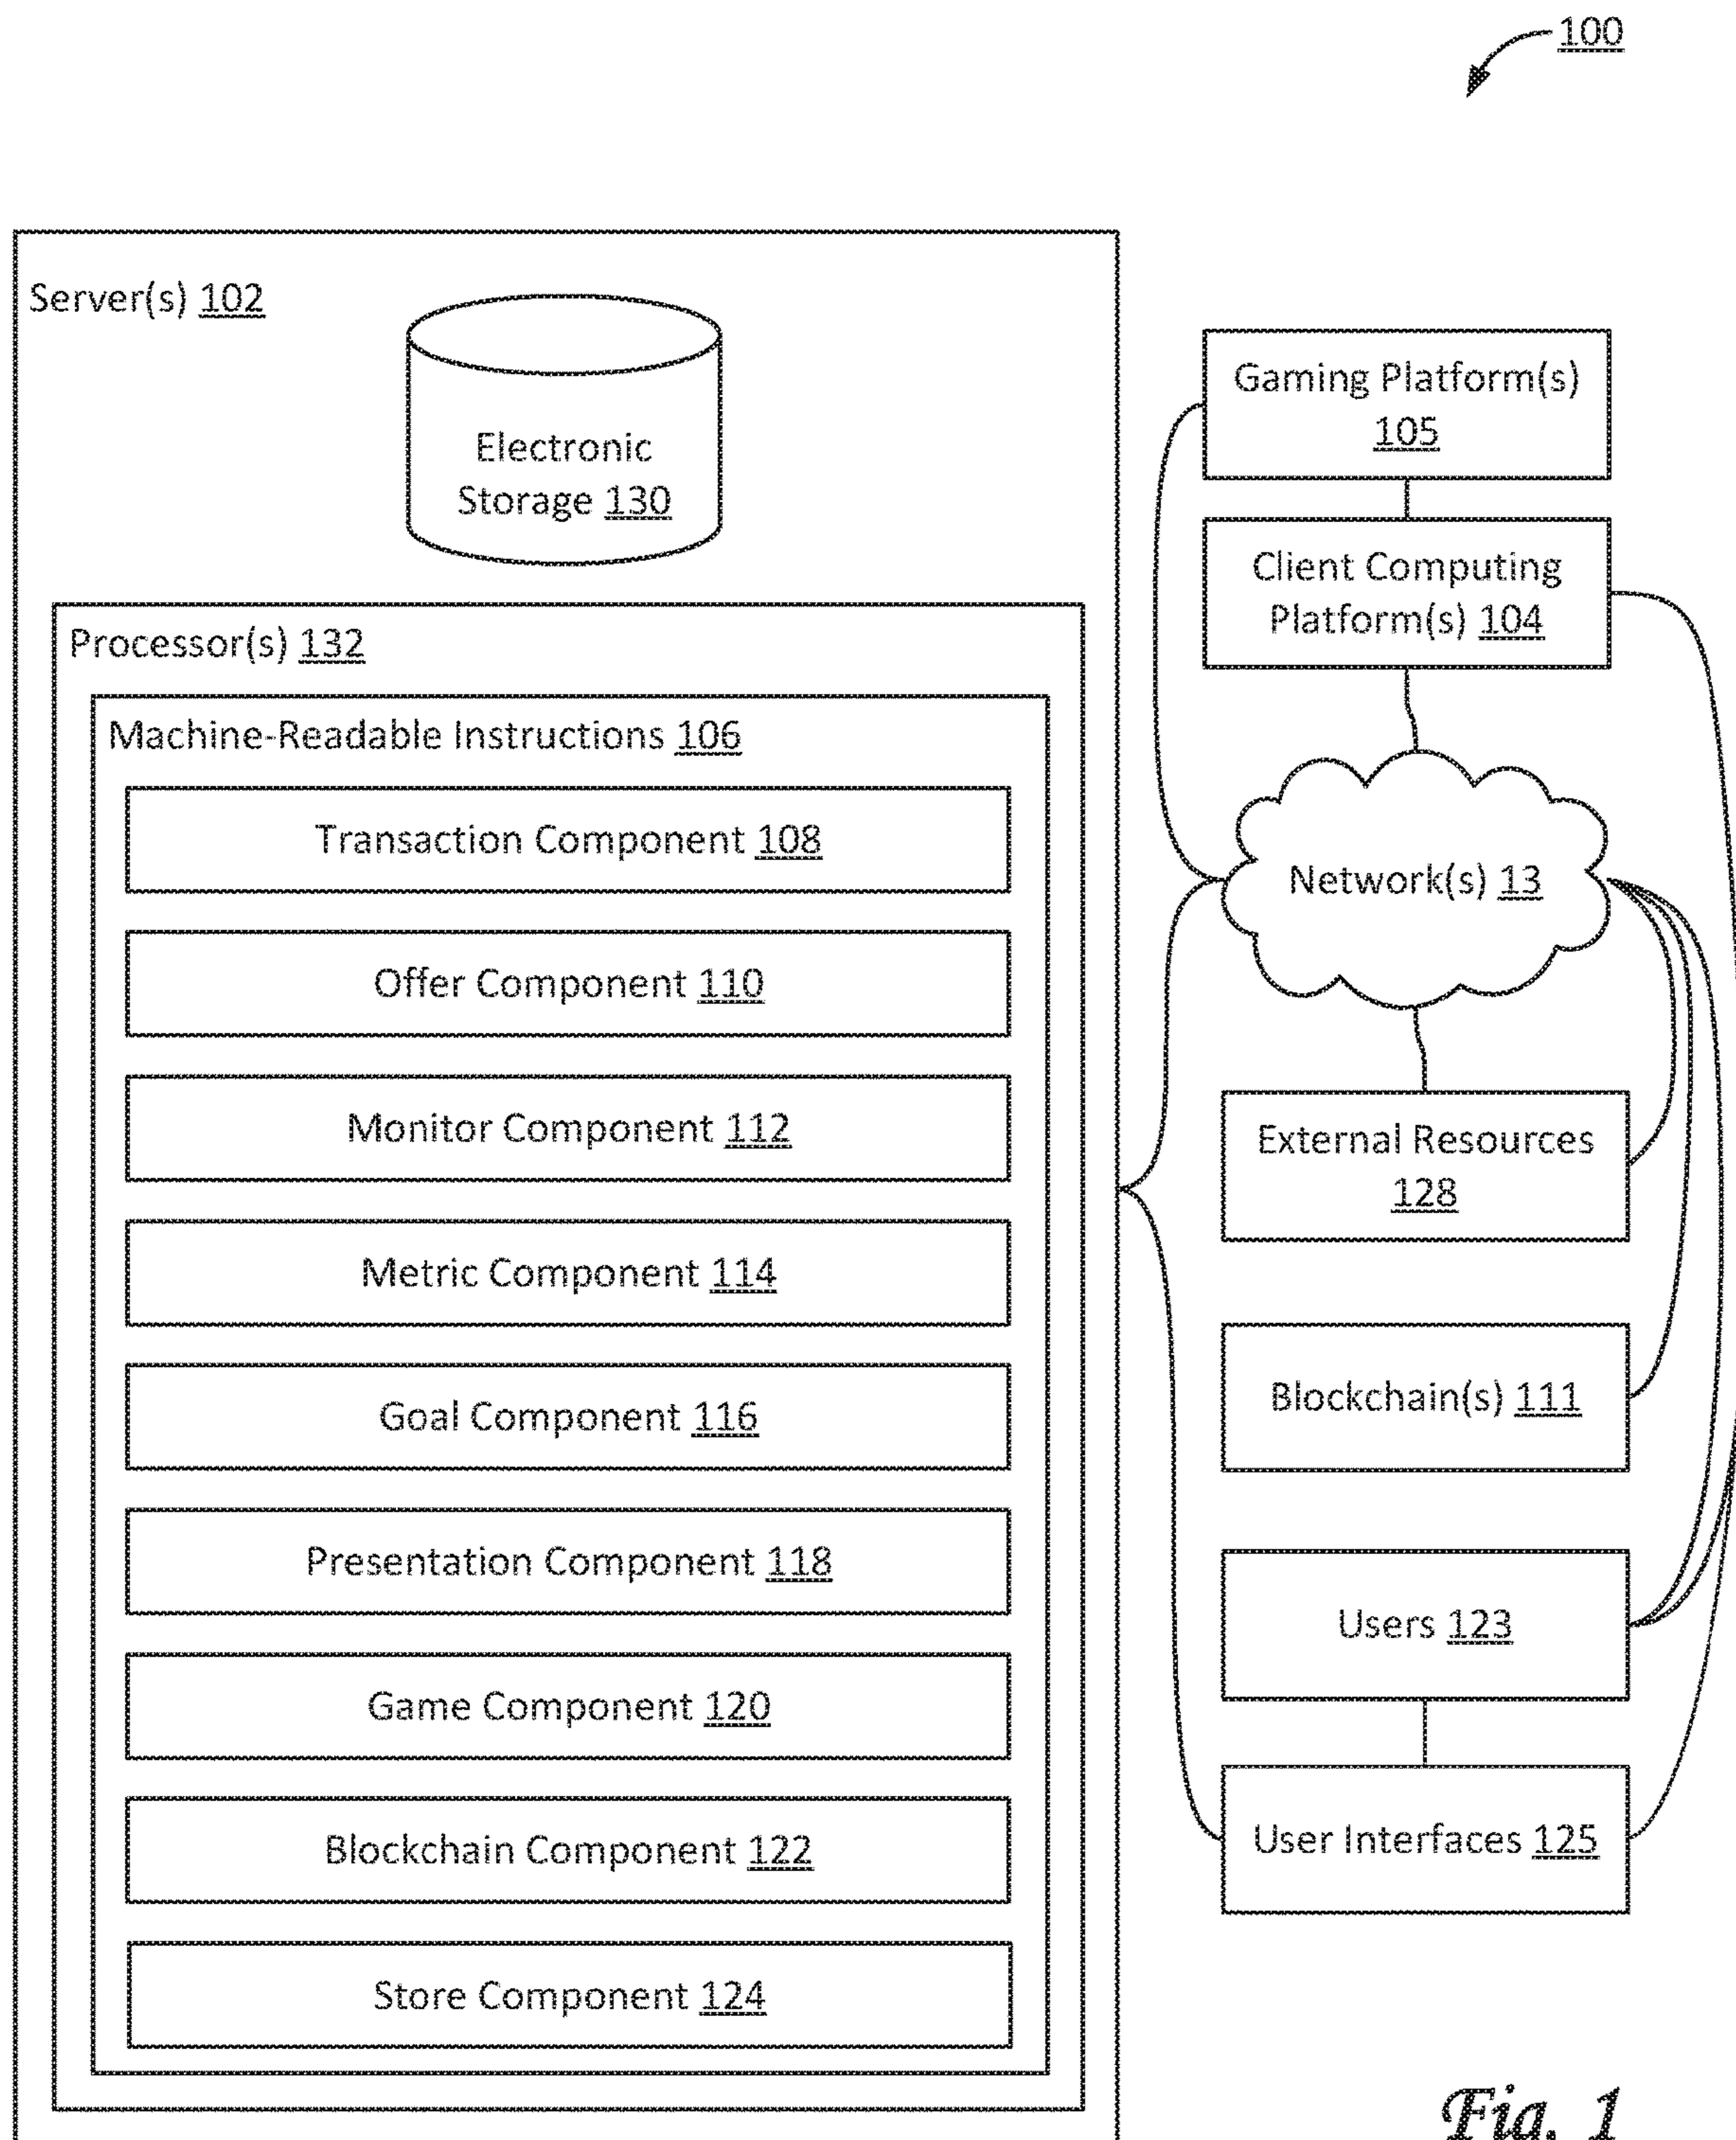 100
Server(s) 102
Electronic
Storage 130
Processor(s) 132
Machine-Readable Instructions 106
Transaction Component 108
Offer Component 110
Monitor Component 112
Metric Component 114
Goal Component 116
Presentation Component 118
Game Component 120
Blockchain Component 122
Store Component 124
Gaming Platform(s)
105
Client Computing
Platform(s) 104
Network(s) 13
External Resources
128
Blockchain(s) 111
Users 123
User Interfaces 125
Fig. 1